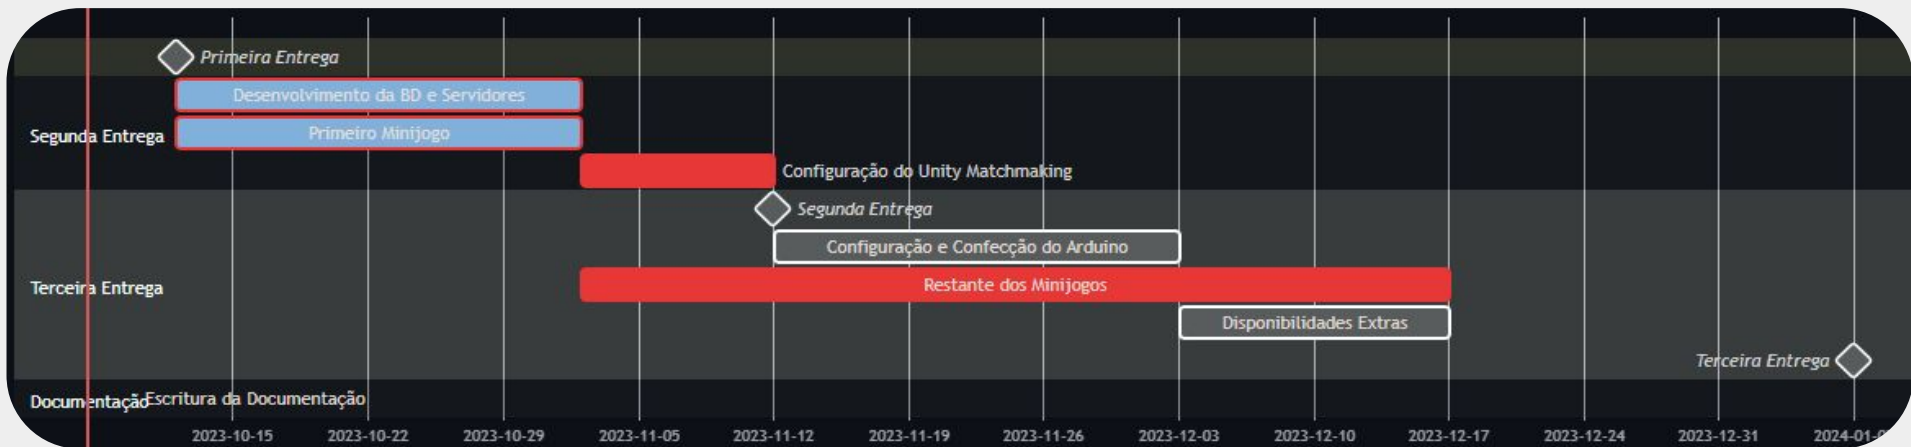 Primeira Entrega
Desenvolvimento da BD e Servidores
Segunda Entrega
Primeiro Minijogo
Configuração do Unity Matchmaking
Segunda Entrega
Configuração e Confecção do Arduino
Terceira Entrega
Restante dos Minijogos
Disponibilidades Extras
Terceira Entrega
Documentação
Escritura da Documentação
2023-10-15 2023-10-22 2023-10-29 2023-11-05 2023-11-12 2023-11-19 2023-11-26 2023-12-03 2023-12-10 2023-12-17 2023-12-24 2023-12-31